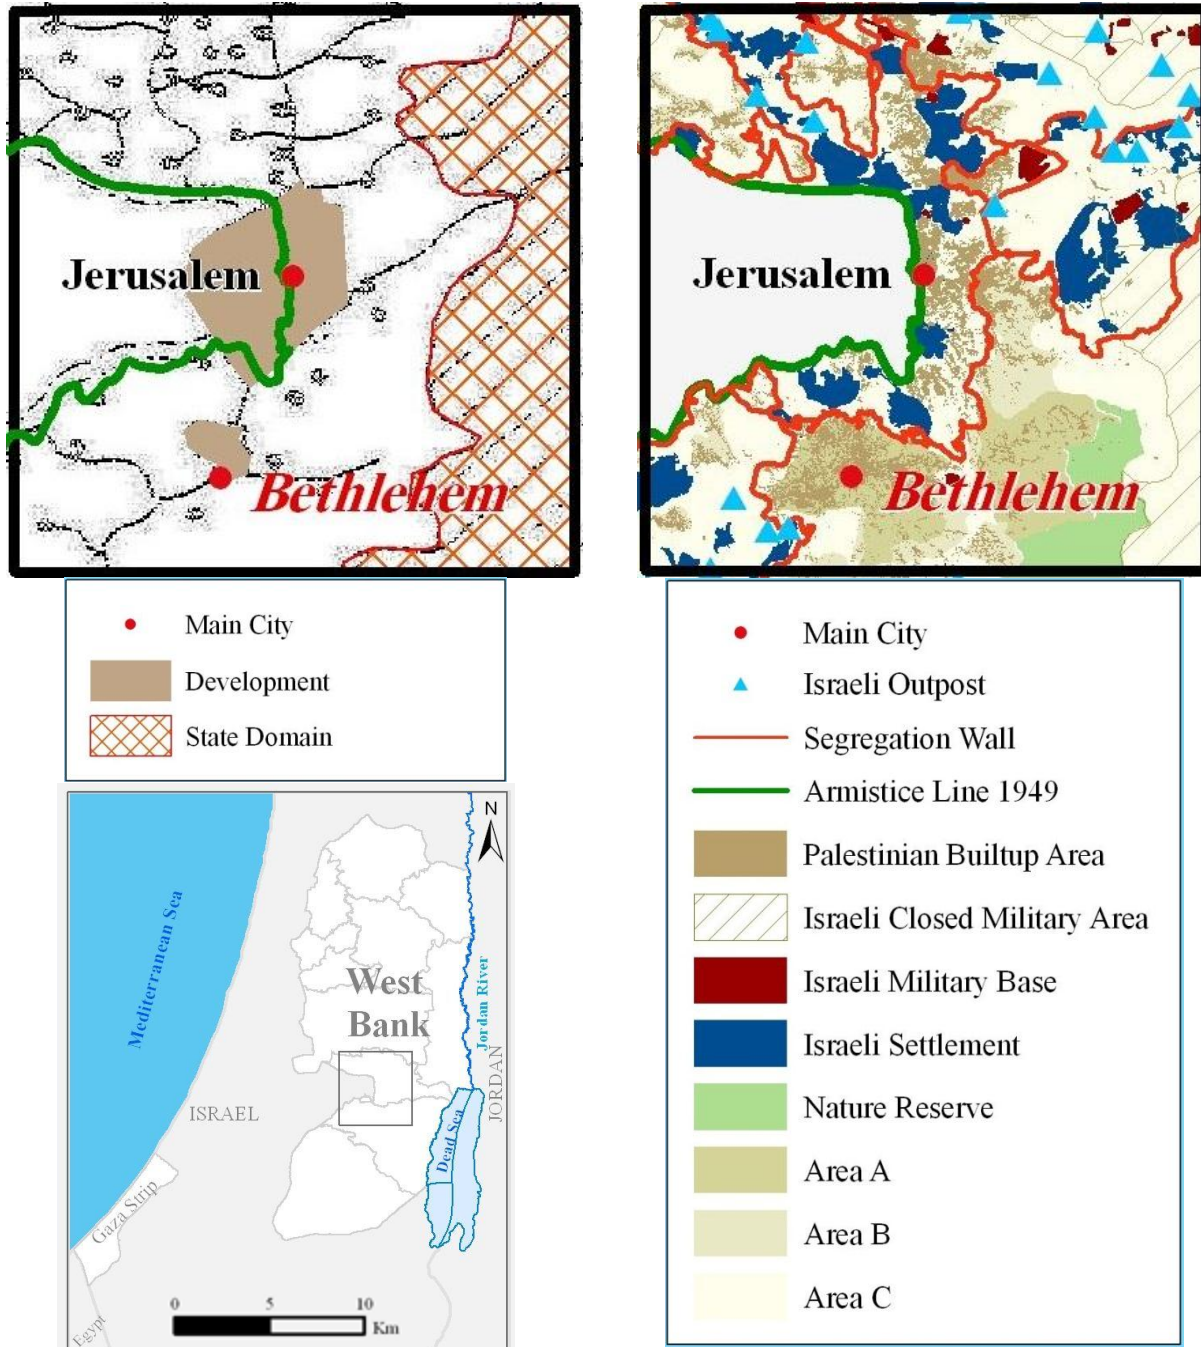 Jerusalem
Bethlehem
Main City
Development
State Domain
N
Mediterranean Sea
West
Bank
Jordan River
JORDAN
ISRAEL
Dead Sea
Gaza Strip
Egypt
0 5 10
Km
Jerusalem
Bethlehem
Main City
Israeli Outpost
Segregation Wall
Armistice Line 1949
Palestinian Builtup Area
Israeli Closed Military Area
Israeli Military Base
Israeli Settlement
Nature Reserve
Area A
Area B
Area C